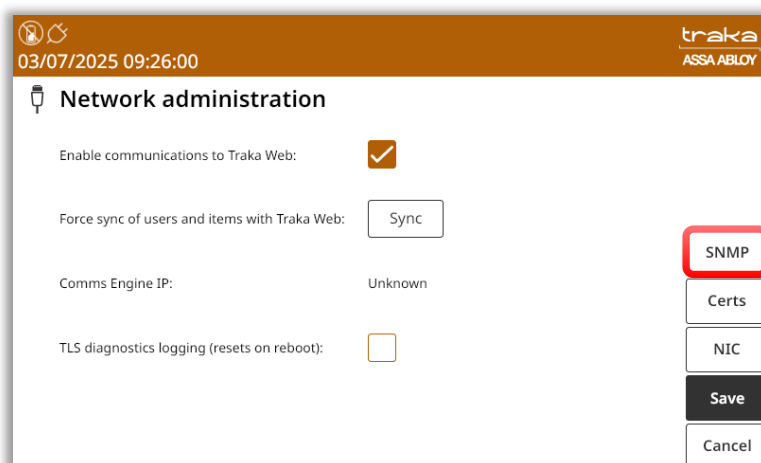 03/07/2025 09:26:00
traka
ASSA ABLOY
Network administration
Enable communications to Traka Web:
Force sync of users and items with Traka Web: Sync
Comms Engine IP: Unknown
TLS diagnostics logging (resets on reboot):
SNMP
Certs
NIC
Save
Cancel